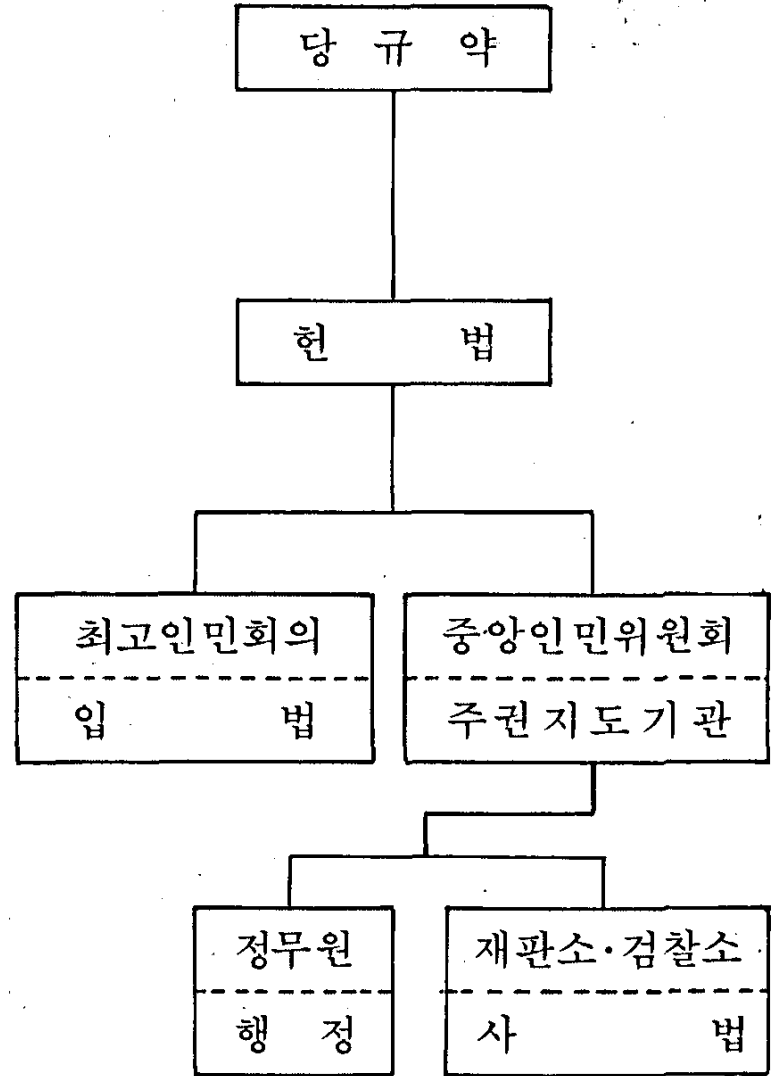 당 규 약
헌 법
최고인민회의
입 법
중앙인민위원회
주권지도기관
정무원
행 정
재판소·검찰소
사 법